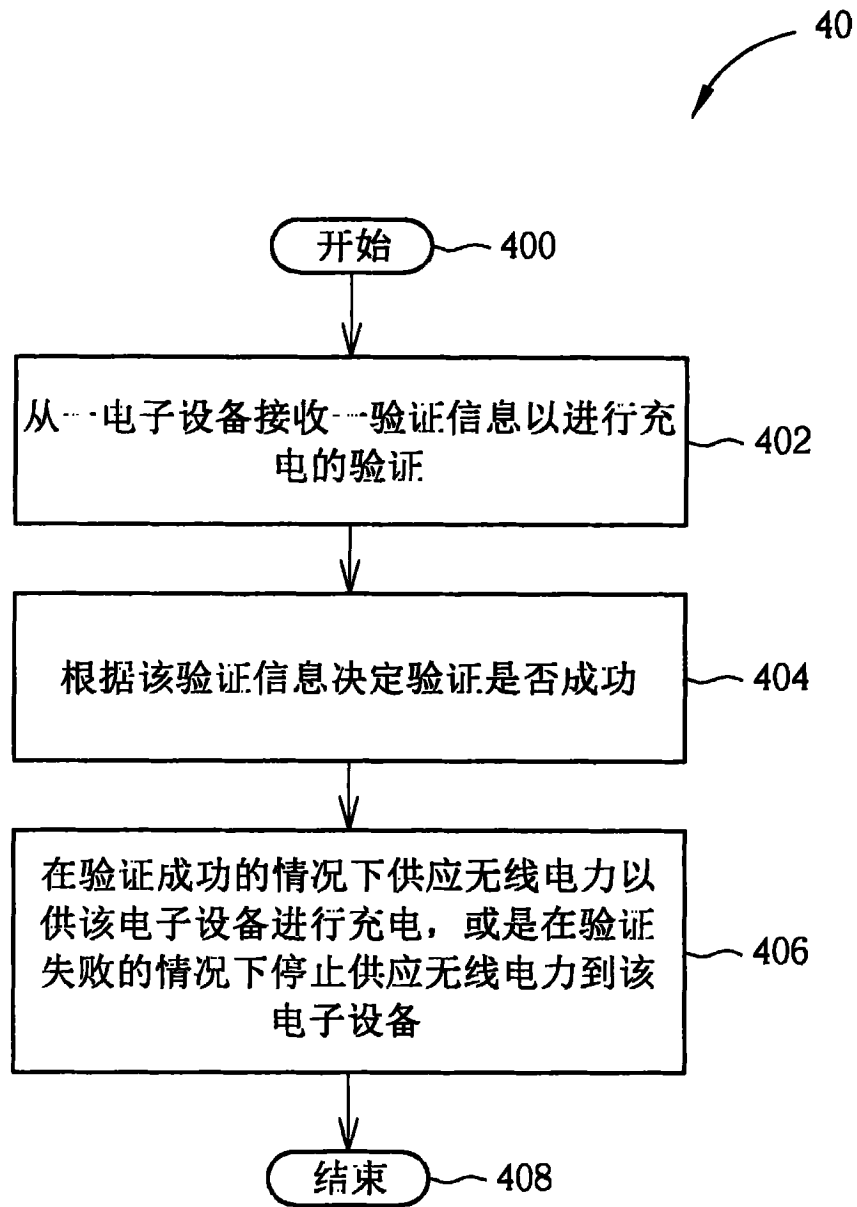 40
开始 400
从一电子设备接收一验证信息以进行充
电的验证
402
根据该验证信息决定验证是否成功 404
在验证成功的情况下供应无线电力以
供该电子设备进行充电，或是在验证
失败的情况下停止供应无线电力到该
电子设备
406
结束 408